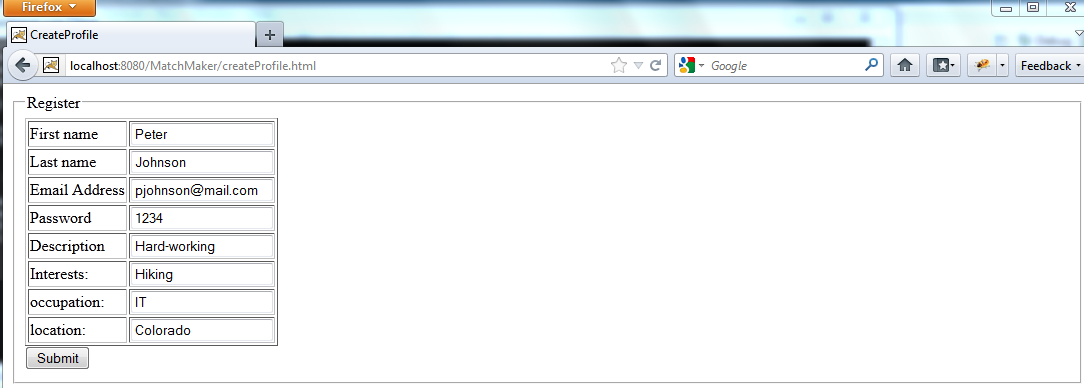 Firefox
CreateProfile
localhost:8080/MatchMaker/createProfile.html
Google
Feedback
Register
First name Peter
Last name Johnson
Email Address pjohnson@mail.com
Password 1234
Description Hard-working
Interests: Hiking
occupation: IT
location: Colorado
Submit